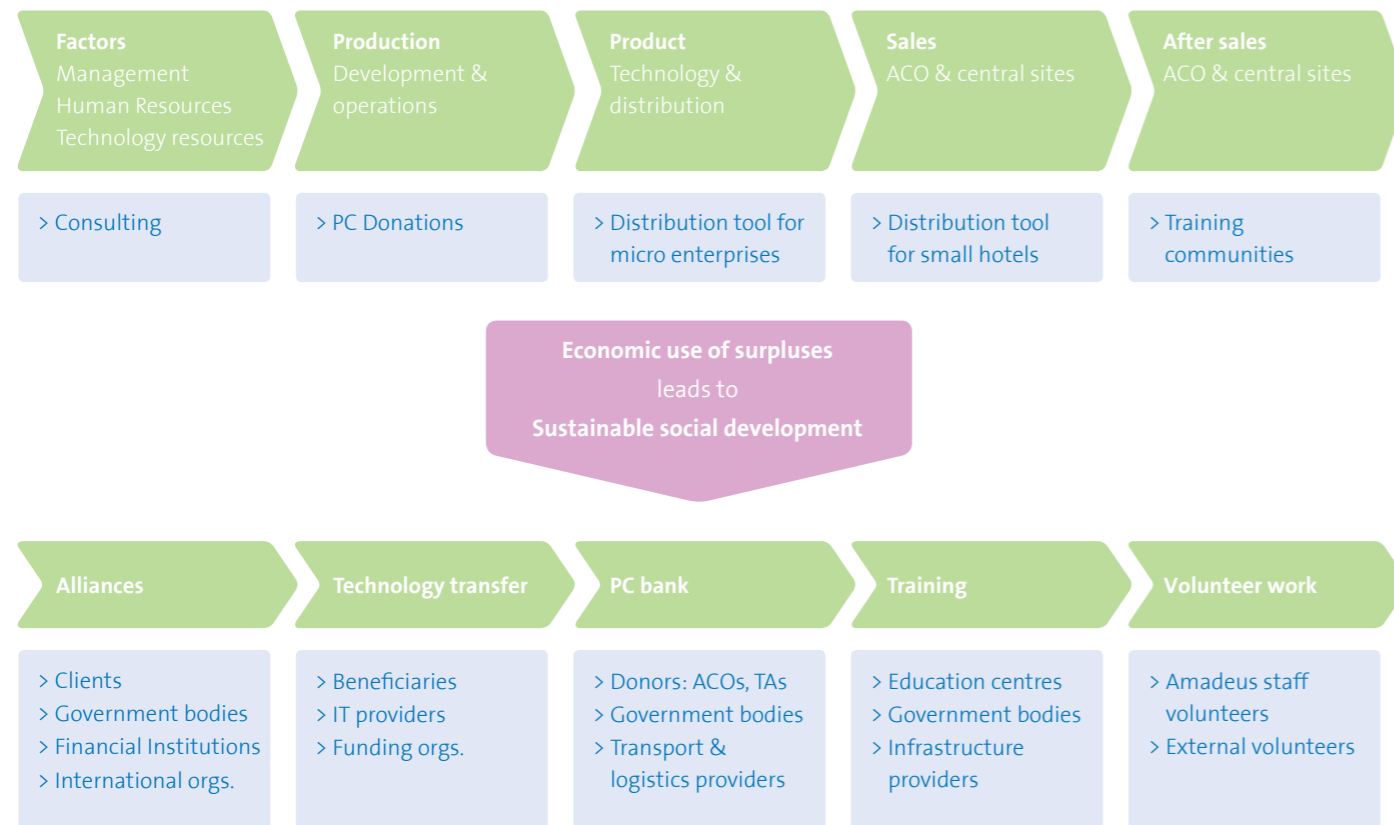 Factors
Management
Human Resources
Technology resources
Production
Development &
operations
Product
Technology &
distribution
Sales
ACO & central sites
After sales
ACO & central sites
> Consulting
> PC Donations
> Distribution tool for
micro enterprises
> Distribution tool
for small hotels
> Training
communities
Economic use of surpluses
leads to
Sustainable social development
Alliances
Technology transfer
PC bank
Training
Volunteer work
> Clients
> Government bodies
> Financial Institutions
> International orgs.
> Beneficiaries
> IT providers
> Funding orgs.
> Donors: ACOs, TAs
> Government bodies
> Transport &
logistics providers
> Education centres
> Government bodies
> Infrastructure
providers
> Amadeus staff
volunteers
> External volunteers